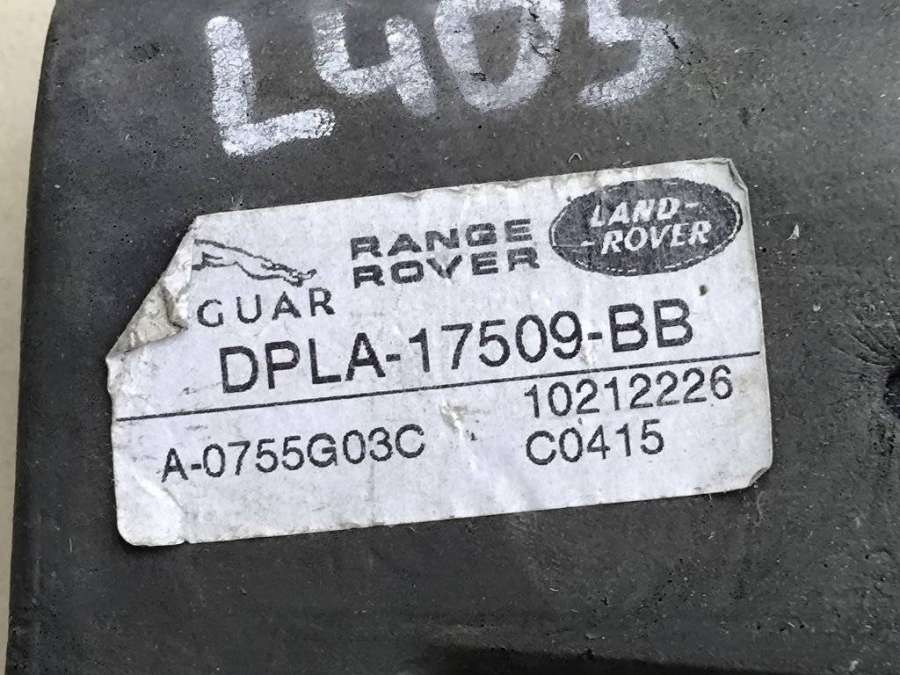 L405
RANGE
ROVER
LAND-
-ROVER
GUAR
DPLA-17509-BB
10212226
A-0755G03C
C0415